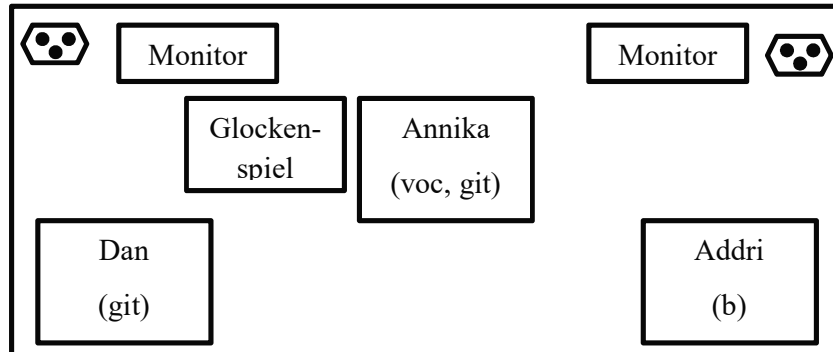 Monitor
Monitor
Glocken-
spiel
Annika
(voc, git)
Dan
(git)
Addri
(b)